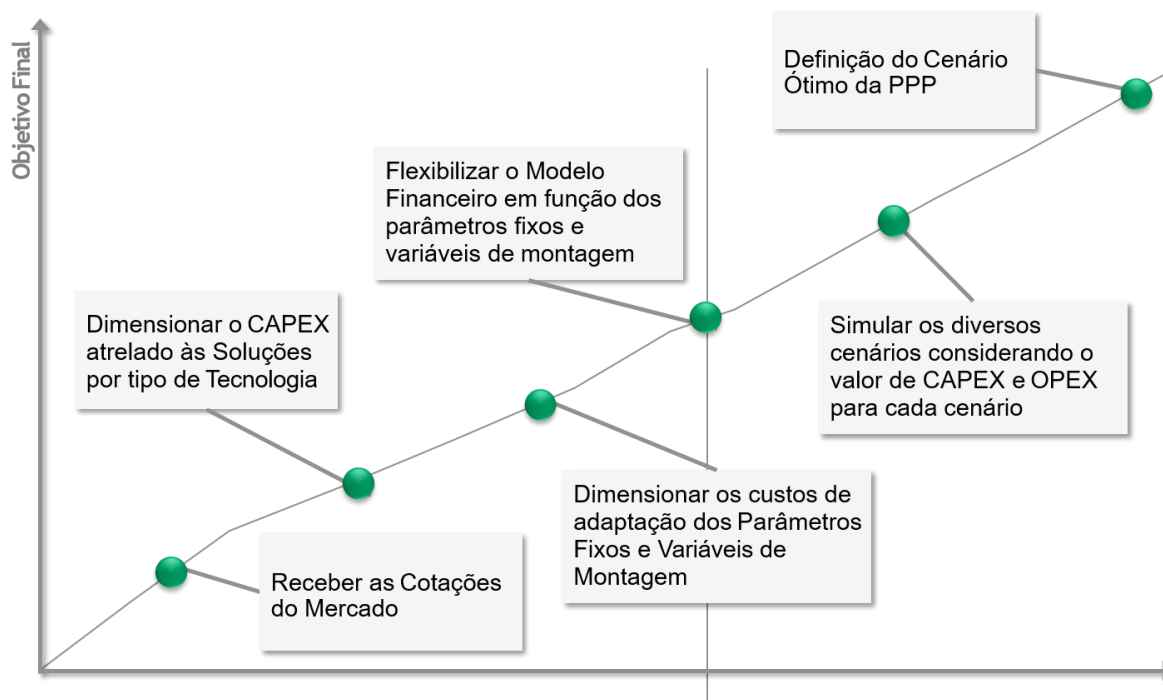 Objetivo Final
Definição do Cenário
Ótimo da PPP
Flexibilizar o Modelo
Financeiro em função dos
parâmetros fixos e
variáveis de montagem
Dimensionar o CAPEX
atrelado às Soluções
por tipo de Tecnologia
Simular os diversos
cenários considerando o
valor de CAPEX e OPEX
para cada cenário
Dimensionar os custos de
adaptação dos Parâmetros
Fixos e Variáveis de
Montagem
Receber as Cotações
do Mercado